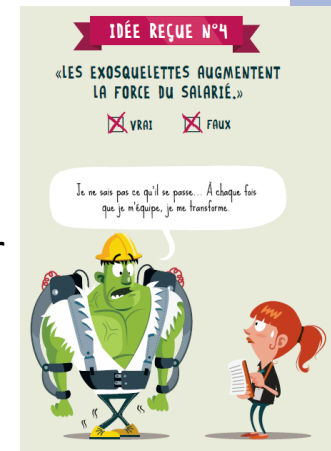 IDÉE REÇUE N°4
«LES EXOSQUELETTES AUGMENTENT
LA FORCE DU SALARIÉ.»
VRAI FAUX
Je ne sais pas ce qu'il se passe... À chaque fois
que je m'équipe, je me transforme.